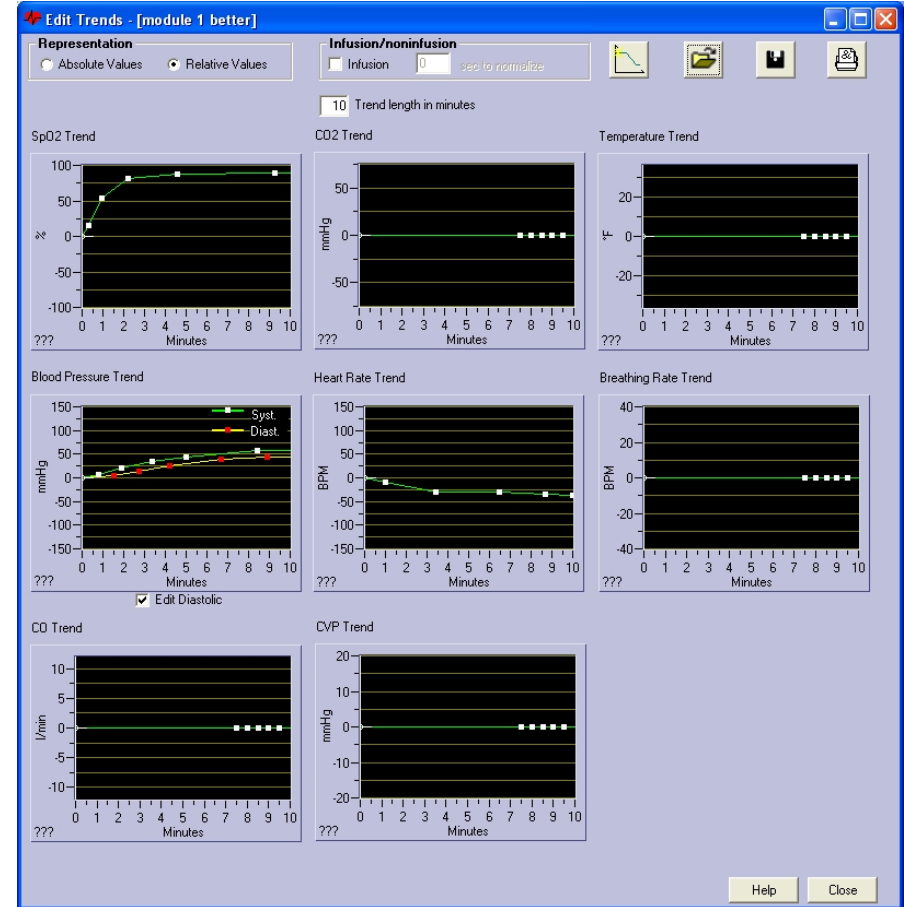 Edit Trends - [module 1 better]
Representation
Absolute Values Relative Values
Infusion/noninfusion
Infusion 0 sec to normalize
10 Trend length in minutes
SpO2 Trend
100
50
0
-50
-100
%
0 1 2 3 4 5 6 7 8 9 10
??? Minutes
CO2 Trend
50
0
-50
mmHg
0 1 2 3 4 5 6 7 8 9 10
??? Minutes
Temperature Trend
20
0
-20
°F
0 1 2 3 4 5 6 7 8 9 10
??? Minutes
Blood Pressure Trend
150
100
50
0
-50
-100
-150
mmHg
Syst.
Diast.
0 1 2 3 4 5 6 7 8 9 10
??? Minutes
Edit Diastolic
Heart Rate Trend
150
100
50
0
-50
-100
-150
BPM
0 1 2 3 4 5 6 7 8 9 10
??? Minutes
Breathing Rate Trend
40
20
0
-20
-40
BPM
0 1 2 3 4 5 6 7 8 9 10
??? Minutes
CO Trend
10
5
0
-5
-10
l/min
0 1 2 3 4 5 6 7 8 9 10
??? Minutes
CVP Trend
20
10
0
-10
-20
mmHg
0 1 2 3 4 5 6 7 8 9 10
??? Minutes
Help Close